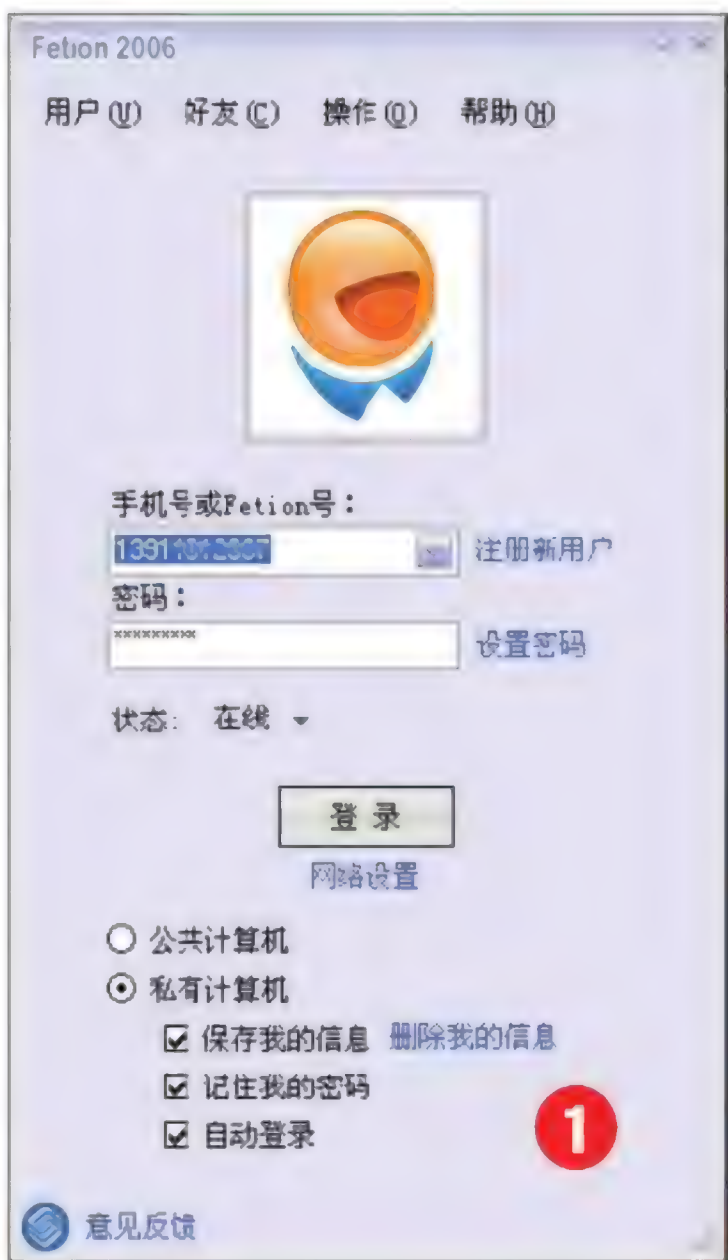 Fetion 2006
用户(U) 好友(C) 操作(O) 帮助(H)
手机号或Fetion号：
注册新用户
密码：
*********
设置密码
状态: 在线
登 录
网络设置
公共计算机
私有计算机
保存我的信息 删除我的信息
记住我的密码
自动登录
1
意见反馈